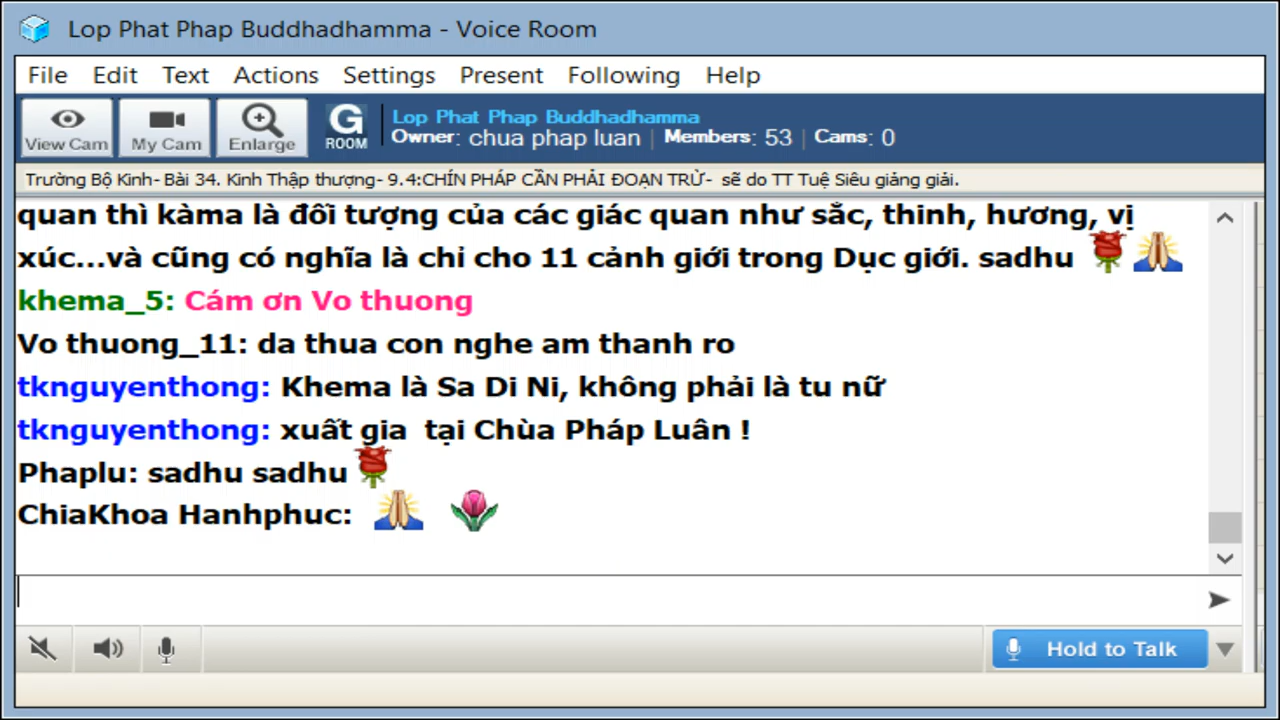 Lop Phat Phap Buddhadhamma - Voice Room
File Edit Text Actions Settings Present Following Help
View Cam My Cam Enlarge G ROOM
Lop Phat Phap Buddhadhamma
Owner: chua phap luan | Members: 53 | Cams: 0
Trường Bộ Kinh- Bài 34. Kinh Thập thượng- 9.4:CHÍN PHÁP CẦN PHẢI ĐOẠN TRỪ- sẽ do TT Tuệ Siêu giảng giải.
quan thì kàma là đối tượng của các giác quan như sắc, thinh, hương, vị
xúc...và cũng có nghĩa là chỉ cho 11 cảnh giới trong Dục giới. sadhu
khema_5: Cám ơn Vo thuong
Vo thuong_11: da thua con nghe am thanh ro
tknguyenthong: Khema là Sa Di Ni, không phải là tu nữ
tknguyenthong: xuất gia tại Chùa Pháp Luân !
Phaplu: sadhu sadhu
ChiaKhoa Hanhphuc:
Hold to Talk